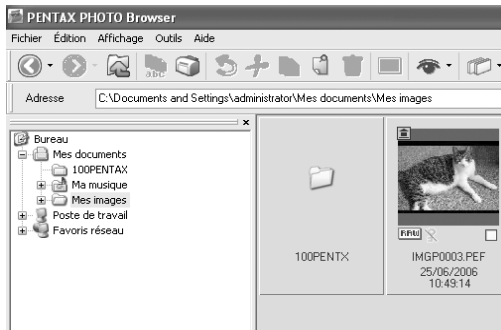 PENTAX PHOTO Browser
Fichier Édition Affichage Outils Aide
abc
Adresse C:\Documents and Settings\administrator\Mes documents\Mes images
Bureau
Mes documents
100PENTAX
Ma musique
Mes images
Poste de travail
Favoris réseau
100PENTX
RAW
IMGP0003.PEF
25/06/2006
10:49:14